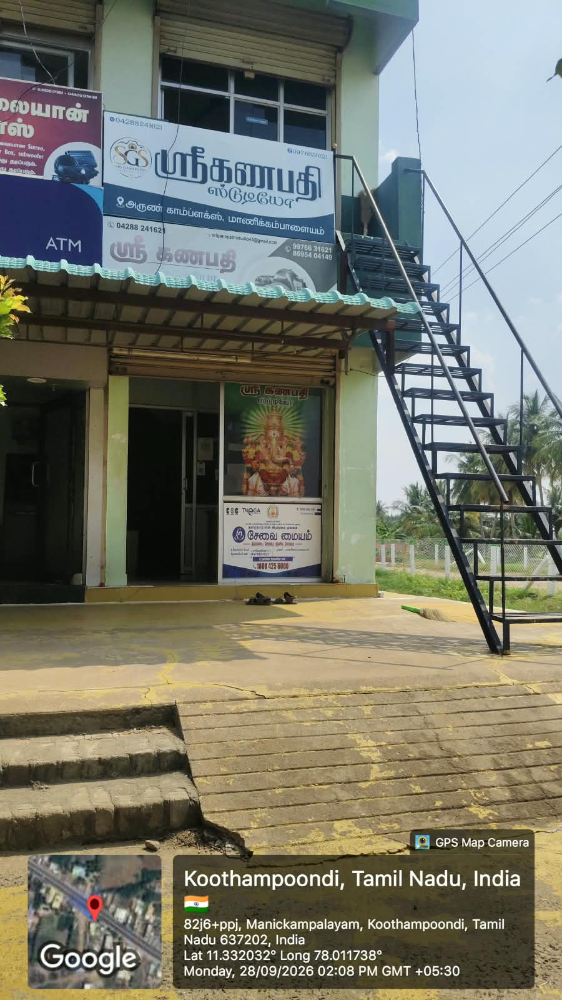 லையான்
ர்ஸ்
Box, subwoofer
ATM
04288241621
9976631621
SGS
SRI GANAPATHI
ஸ்ரீகணபதி
ஸ்டுடியோ
அருண் காம்ப்ளக்ஸ், மாணிக்கம்பாளையம்
04288 241621
sriganapathistudio45@gmail.com
99766 31621
86954 04149
ஸ்ரீ கணபதி
ஸ்ரீ கணபதி
ஸ்டுடியோ
CSC TNeGA
சேவை மையம்
1800 425 6000
GPS Map Camera
Koothampoondi, Tamil Nadu, India
82j6+ppj, Manickampalayam, Koothampoondi, Tamil
Nadu 637202, India
Lat 11.332032° Long 78.011738°
Monday, 28/09/2026 02:08 PM GMT +05:30
Google